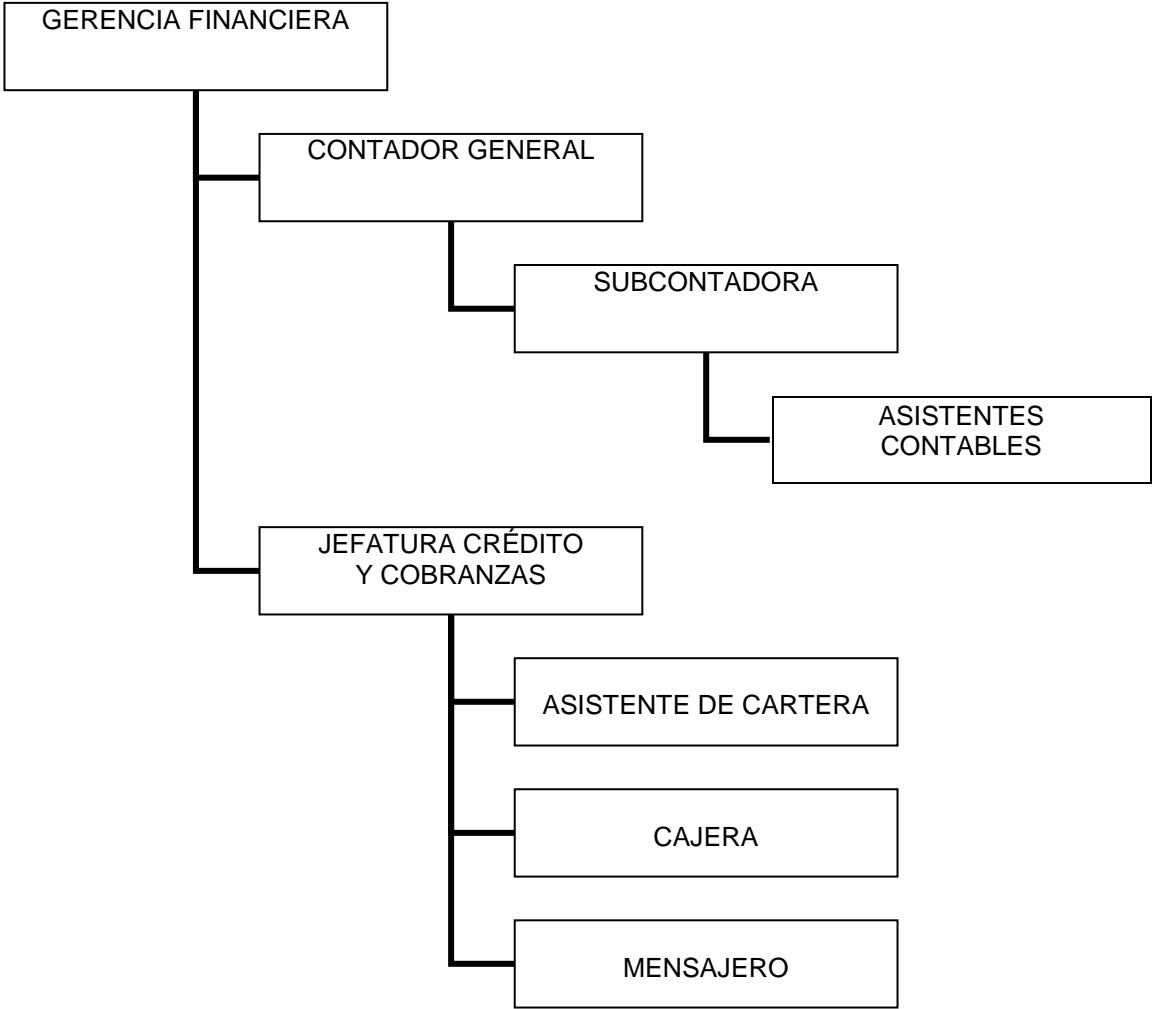 GERENCIA FINANCIERA
CONTADOR GENERAL
SUBCONTADORA
ASISTENTES
CONTABLES
JEFATURA CRÉDITO
Y COBRANZAS
ASISTENTE DE CARTERA
CAJERA
MENSAJERO